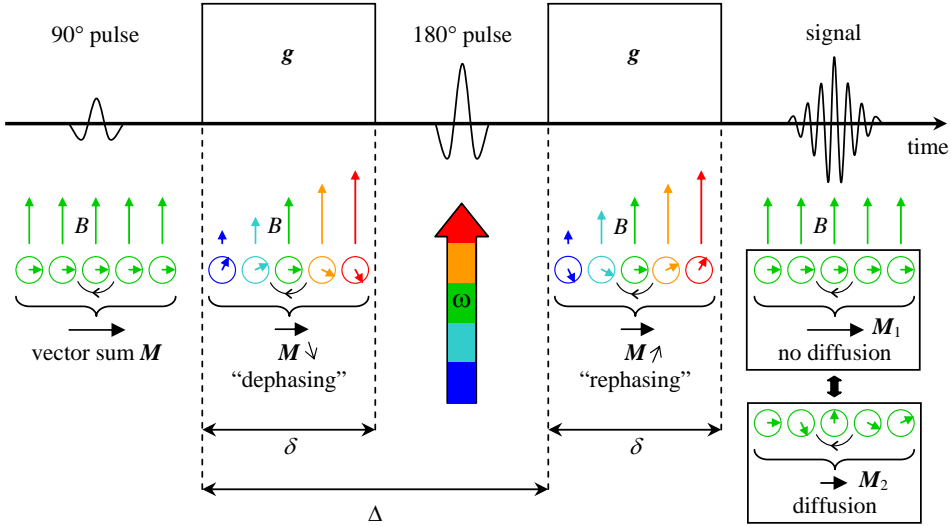 90° pulse
g
180° pulse
g
signal
time
B
B
B
B
ω
vector sum M
M
“dephasing”
M
“rephasing”
M1
no diffusion
δ
δ
M2
diffusion
Δ